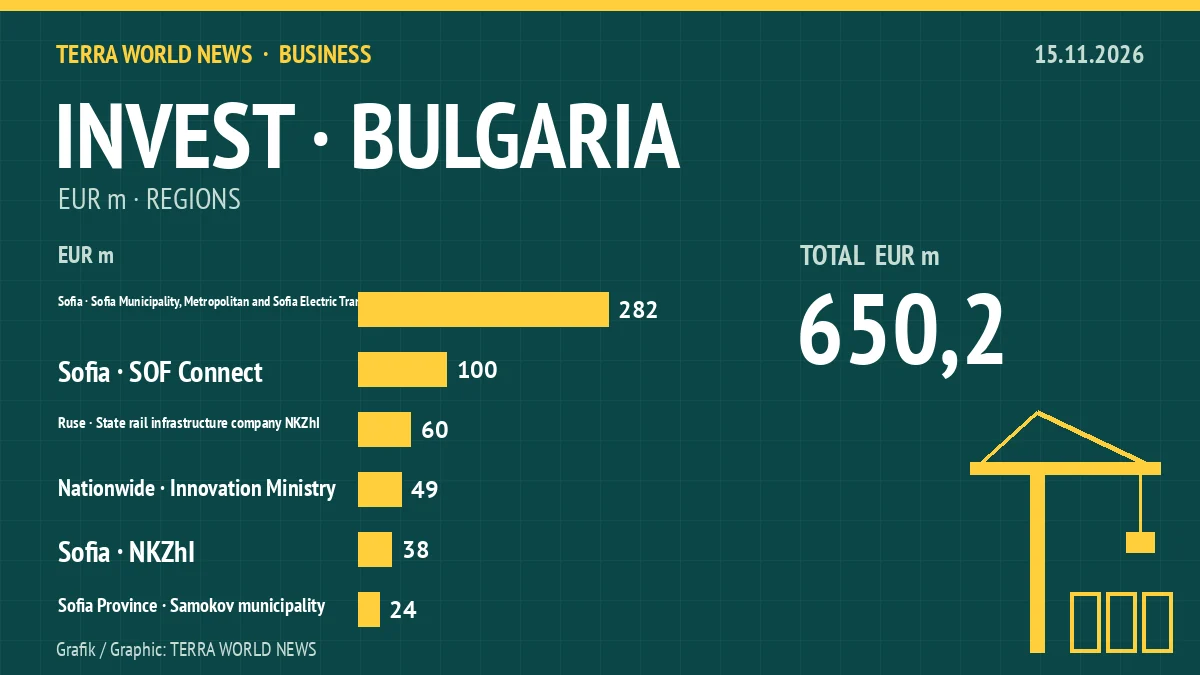 TERRA WORLD NEWS · BUSINESS
15.11.2026
INVEST · BULGARIA
EUR m · REGIONS
EUR m
TOTAL EUR m
650,2
Sofia · Sofia Municipality, Metropolitan and Sofia Electric Tran 282
Sofia · SOF Connect 100
Ruse · State rail infrastructure company NKZhI 60
Nationwide · Innovation Ministry 49
Sofia · NKZhI 38
Sofia Province · Samokov municipality 24
Grafik / Graphic: TERRA WORLD NEWS